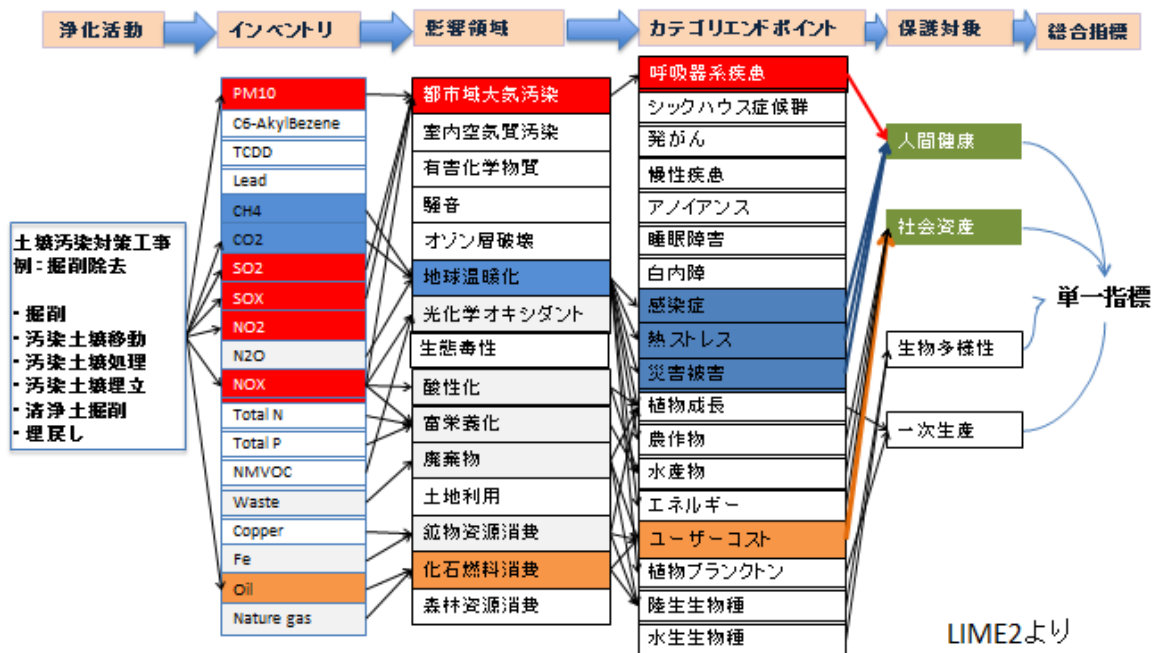 浄化活動
インベントリ
影響領域
カテゴリエンドポイント
保護対象
総合指標
土壌汚染対策工事
例：掘削除去
・掘削
・汚染土壌移動
・汚染土壌処理
・汚染土壌埋立
・清浄土掘削
・埋戻し
PM10
C6-AkylBezene
TCDD
Lead
CH4
CO2
SO2
SOX
NO2
N2O
NOX
Total N
Total P
NMVOC
Waste
Copper
Fe
Oil
Nature gas
都市域大気汚染
室内空気質汚染
有害化学物質
騒音
オゾン層破壊
地球温暖化
光化学オキシダント
生態毒性
酸性化
富栄養化
廃棄物
土地利用
鉱物資源消費
化石燃料消費
森林資源消費
呼吸器系疾患
シックハウス症候群
発がん
慢性疾患
アノイアンス
睡眠障害
白内障
感染症
熱ストレス
災害被害
植物成長
農作物
水産物
エネルギー
ユーザーコスト
植物プランクトン
陸生生物種
水生生物種
人間健康
社会資産
生物多様性
一次生産
単一指標
LIME2より